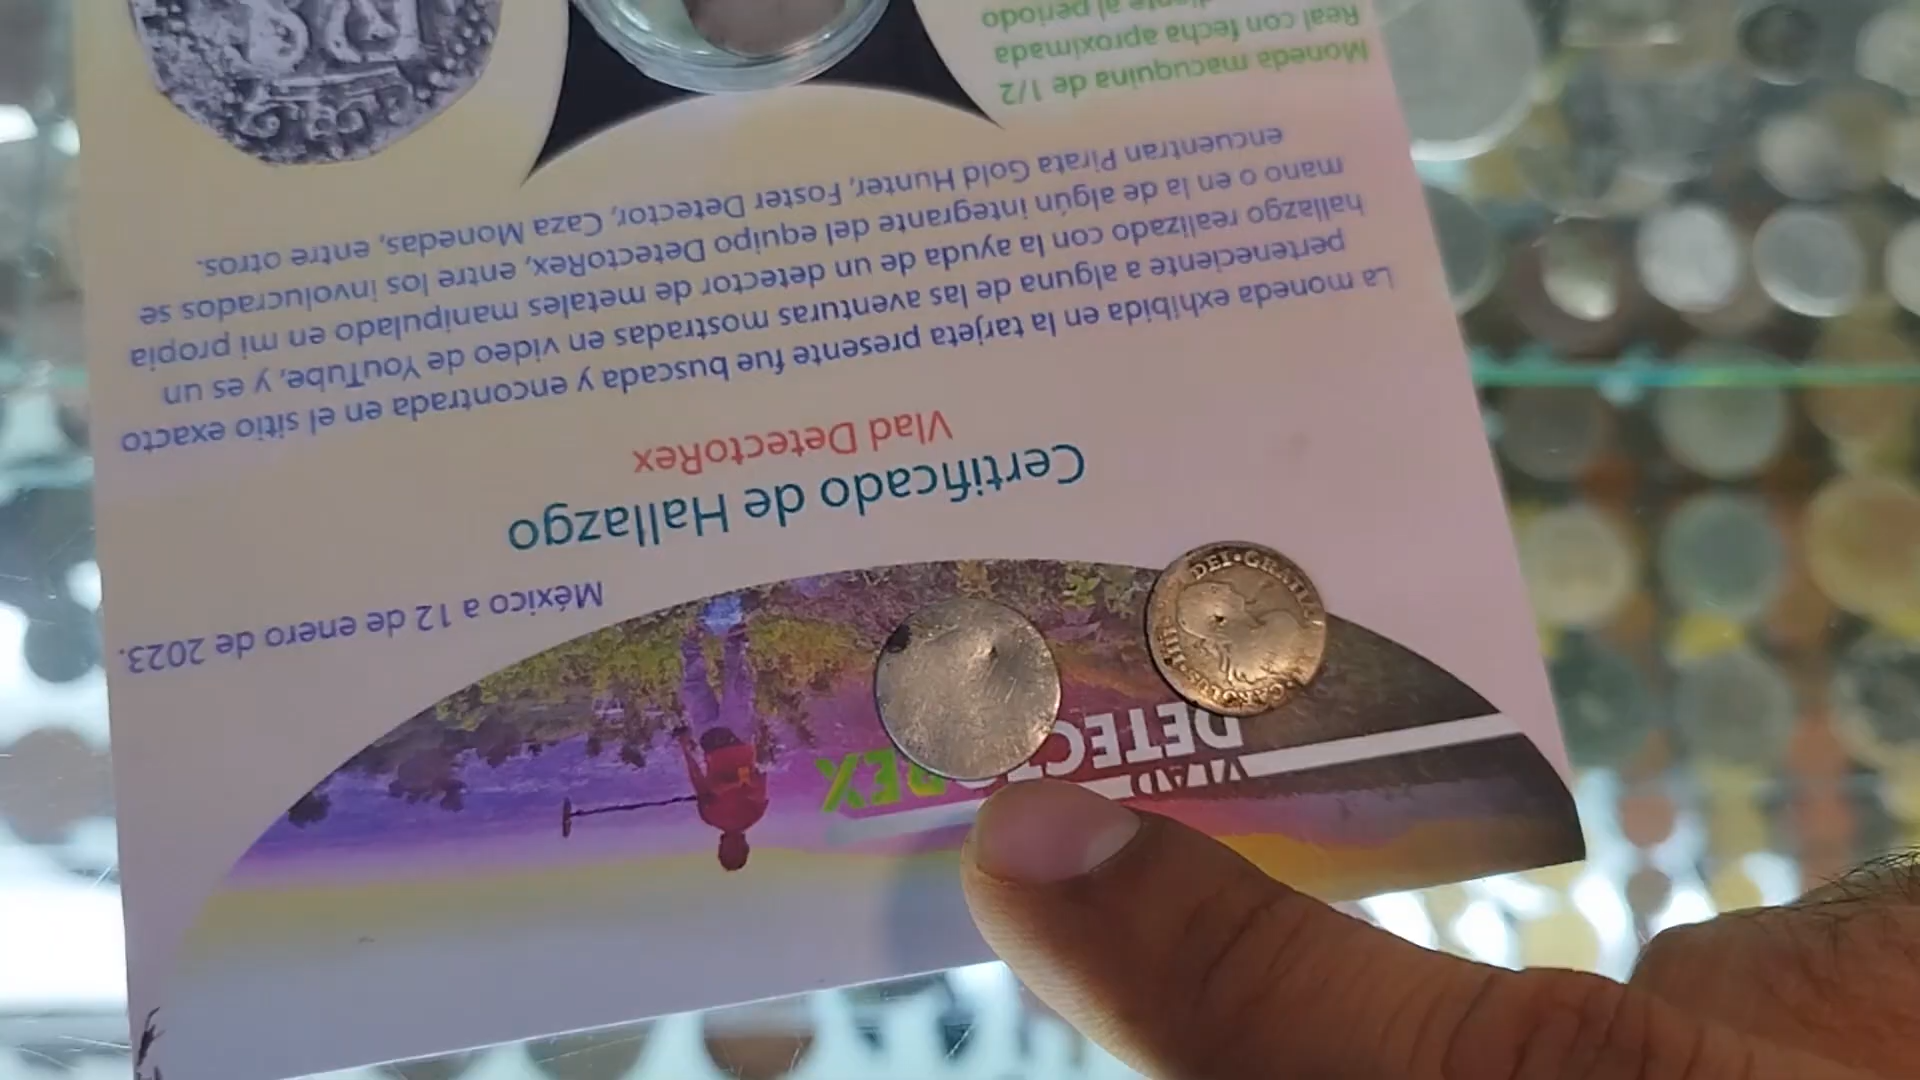 México a 12 de enero de 2023.
VLAD
DETECTOREX
Certificado de Hallazgo
Vlad DetectoRex
La moneda exhibida en la tarjeta presente fue buscada y encontrada en el sitio exacto
perteneciente a alguna de las aventuras mostradas en video de YouTube, y es un
hallazgo realizado con la ayuda de un detector de metales manipulado en mi propia
mano o en la de algún integrante del equipo DetectoRex, entre los involucrados se
encuentran Pirata Gold Hunter, Foster Detector, Caza Monedas, entre otros.
Moneda macuquina de 1/2
Real con fecha aproximada
al periodo
CAROLUS·IIII· DEI·GRATIA